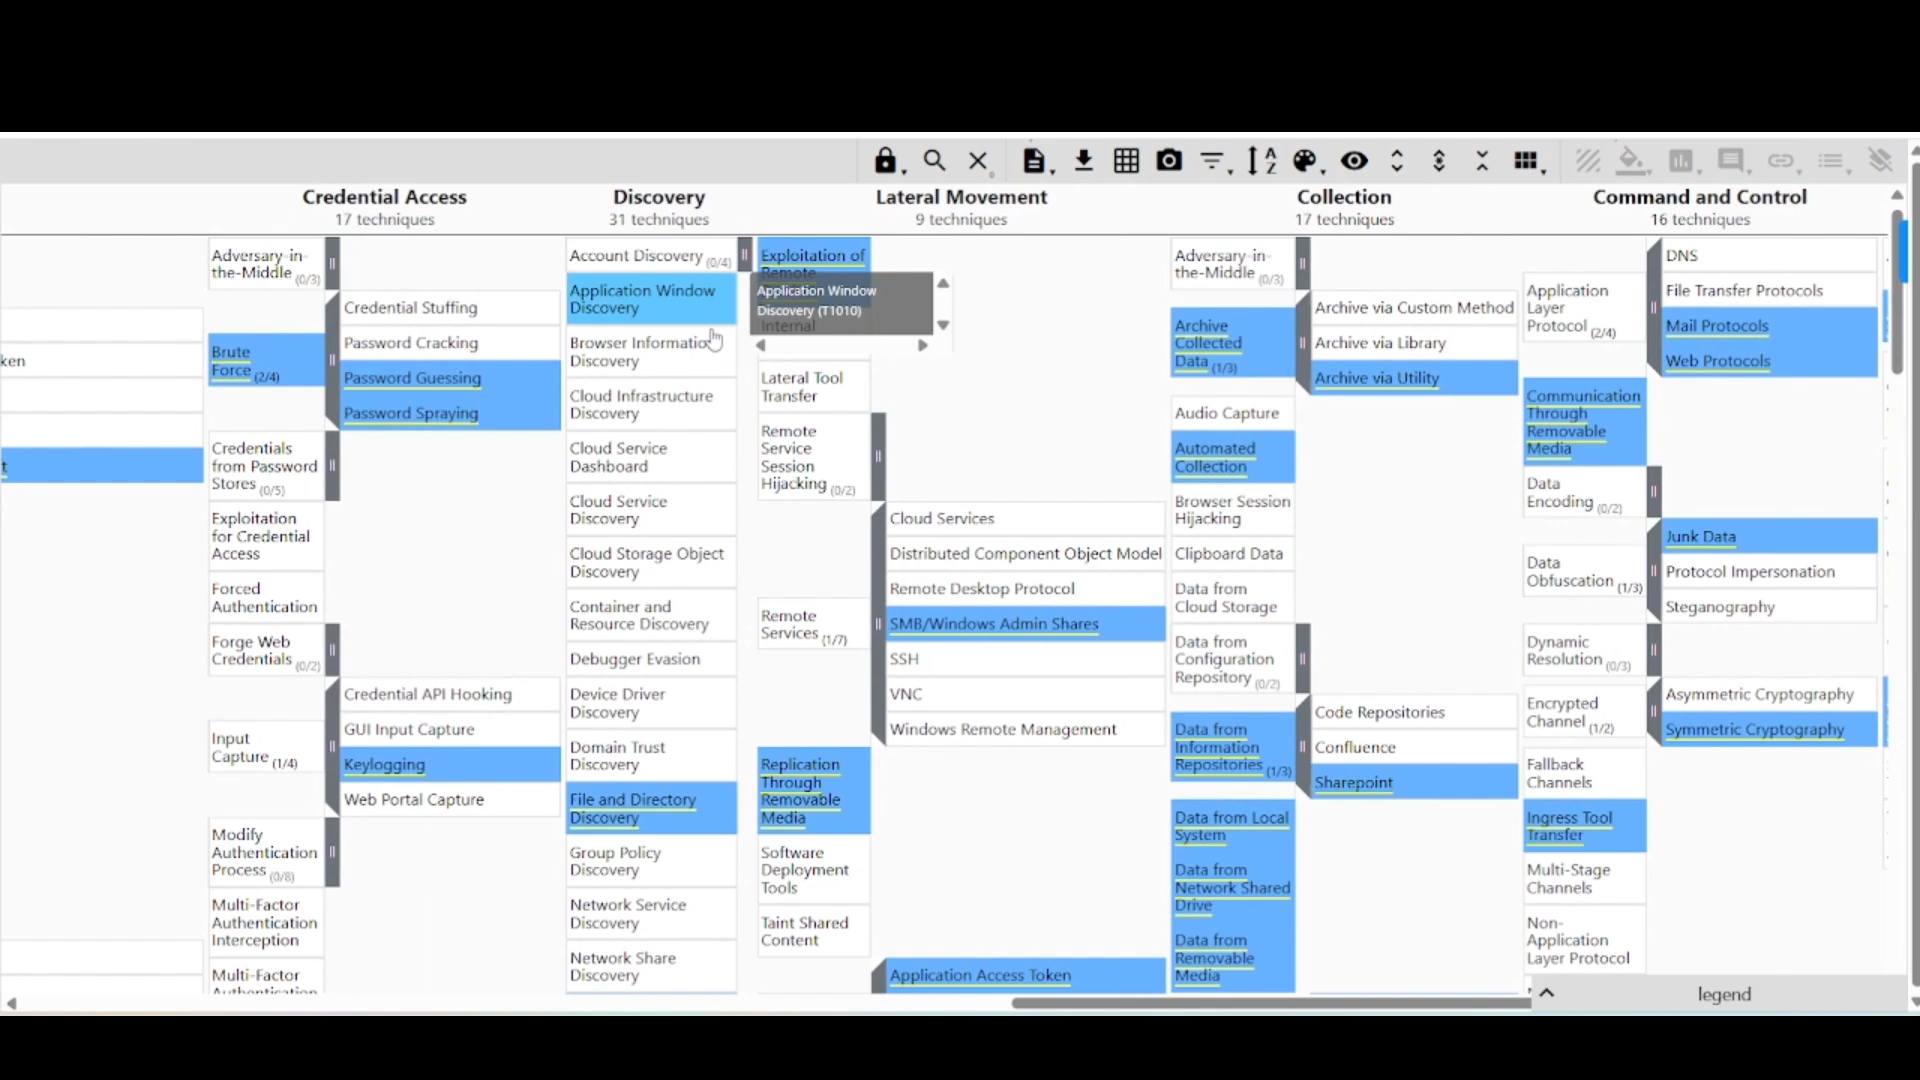 Credential Access
17 techniques
Discovery
31 techniques
Lateral Movement
9 techniques
Collection
17 techniques
Command and Control
16 techniques
ken
t
Adversary-in-
the-Middle (0/3)
Brute
Force (2/4)
Credentials
from Password
Stores (0/5)
Exploitation
for Credential
Access
Forced
Authentication
Forge Web
Credentials (0/2)
Input
Capture (1/4)
Modify
Authentication
Process (0/8)
Multi-Factor
Authentication
Interception
Multi-Factor
Authentication
Credential Stuffing
Password Cracking
Password Guessing
Password Spraying
Credential API Hooking
GUI Input Capture
Keylogging
Web Portal Capture
Account Discovery (0/4)
Application Window
Discovery
Browser Informatio
Discovery
Cloud Infrastructure
Discovery
Cloud Service
Dashboard
Cloud Service
Discovery
Cloud Storage Object
Discovery
Container and
Resource Discovery
Debugger Evasion
Device Driver
Discovery
Domain Trust
Discovery
File and Directory
Discovery
Group Policy
Discovery
Network Service
Discovery
Network Share
Discovery
Exploitation of
Remote
Application Window
Discovery (T1010)
Internal
Lateral Tool
Transfer
Remote
Service
Session
Hijacking (0/2)
Remote
Services (1/7)
Replication
Through
Removable
Media
Software
Deployment
Tools
Taint Shared
Content
Cloud Services
Distributed Component Object Model
Remote Desktop Protocol
SMB/Windows Admin Shares
SSH
VNC
Windows Remote Management
Application Access Token
Adversary-in-
the-Middle (0/3)
Archive
Collected
Data (1/3)
Audio Capture
Automated
Collection
Browser Session
Hijacking
Clipboard Data
Data from
Cloud Storage
Data from
Configuration
Repository (0/2)
Data from
Information
Repositories (1/3)
Data from Local
System
Data from
Network Shared
Drive
Data from
Removable
Media
Archive via Custom Method
Archive via Library
Archive via Utility
Code Repositories
Confluence
Sharepoint
Application
Layer
Protocol (2/4)
Communication
Through
Removable
Media
Data
Encoding (0/2)
Data
Obfuscation (1/3)
Dynamic
Resolution (0/3)
Encrypted
Channel (1/2)
Fallback
Channels
Ingress Tool
Transfer
Multi-Stage
Channels
Non-
Application
Layer Protocol
DNS
File Transfer Protocols
Mail Protocols
Web Protocols
Junk Data
Protocol Impersonation
Steganography
Asymmetric Cryptography
Symmetric Cryptography
legend